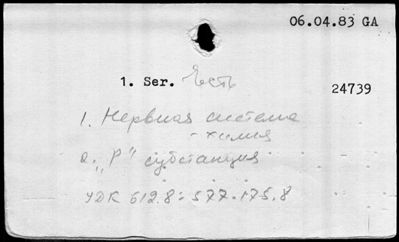 06.04.83 GA
1. Ser. Есть
24739
1. Нервная система
- химия
2. „P" субстанция
УДК 612.8:577.175.8